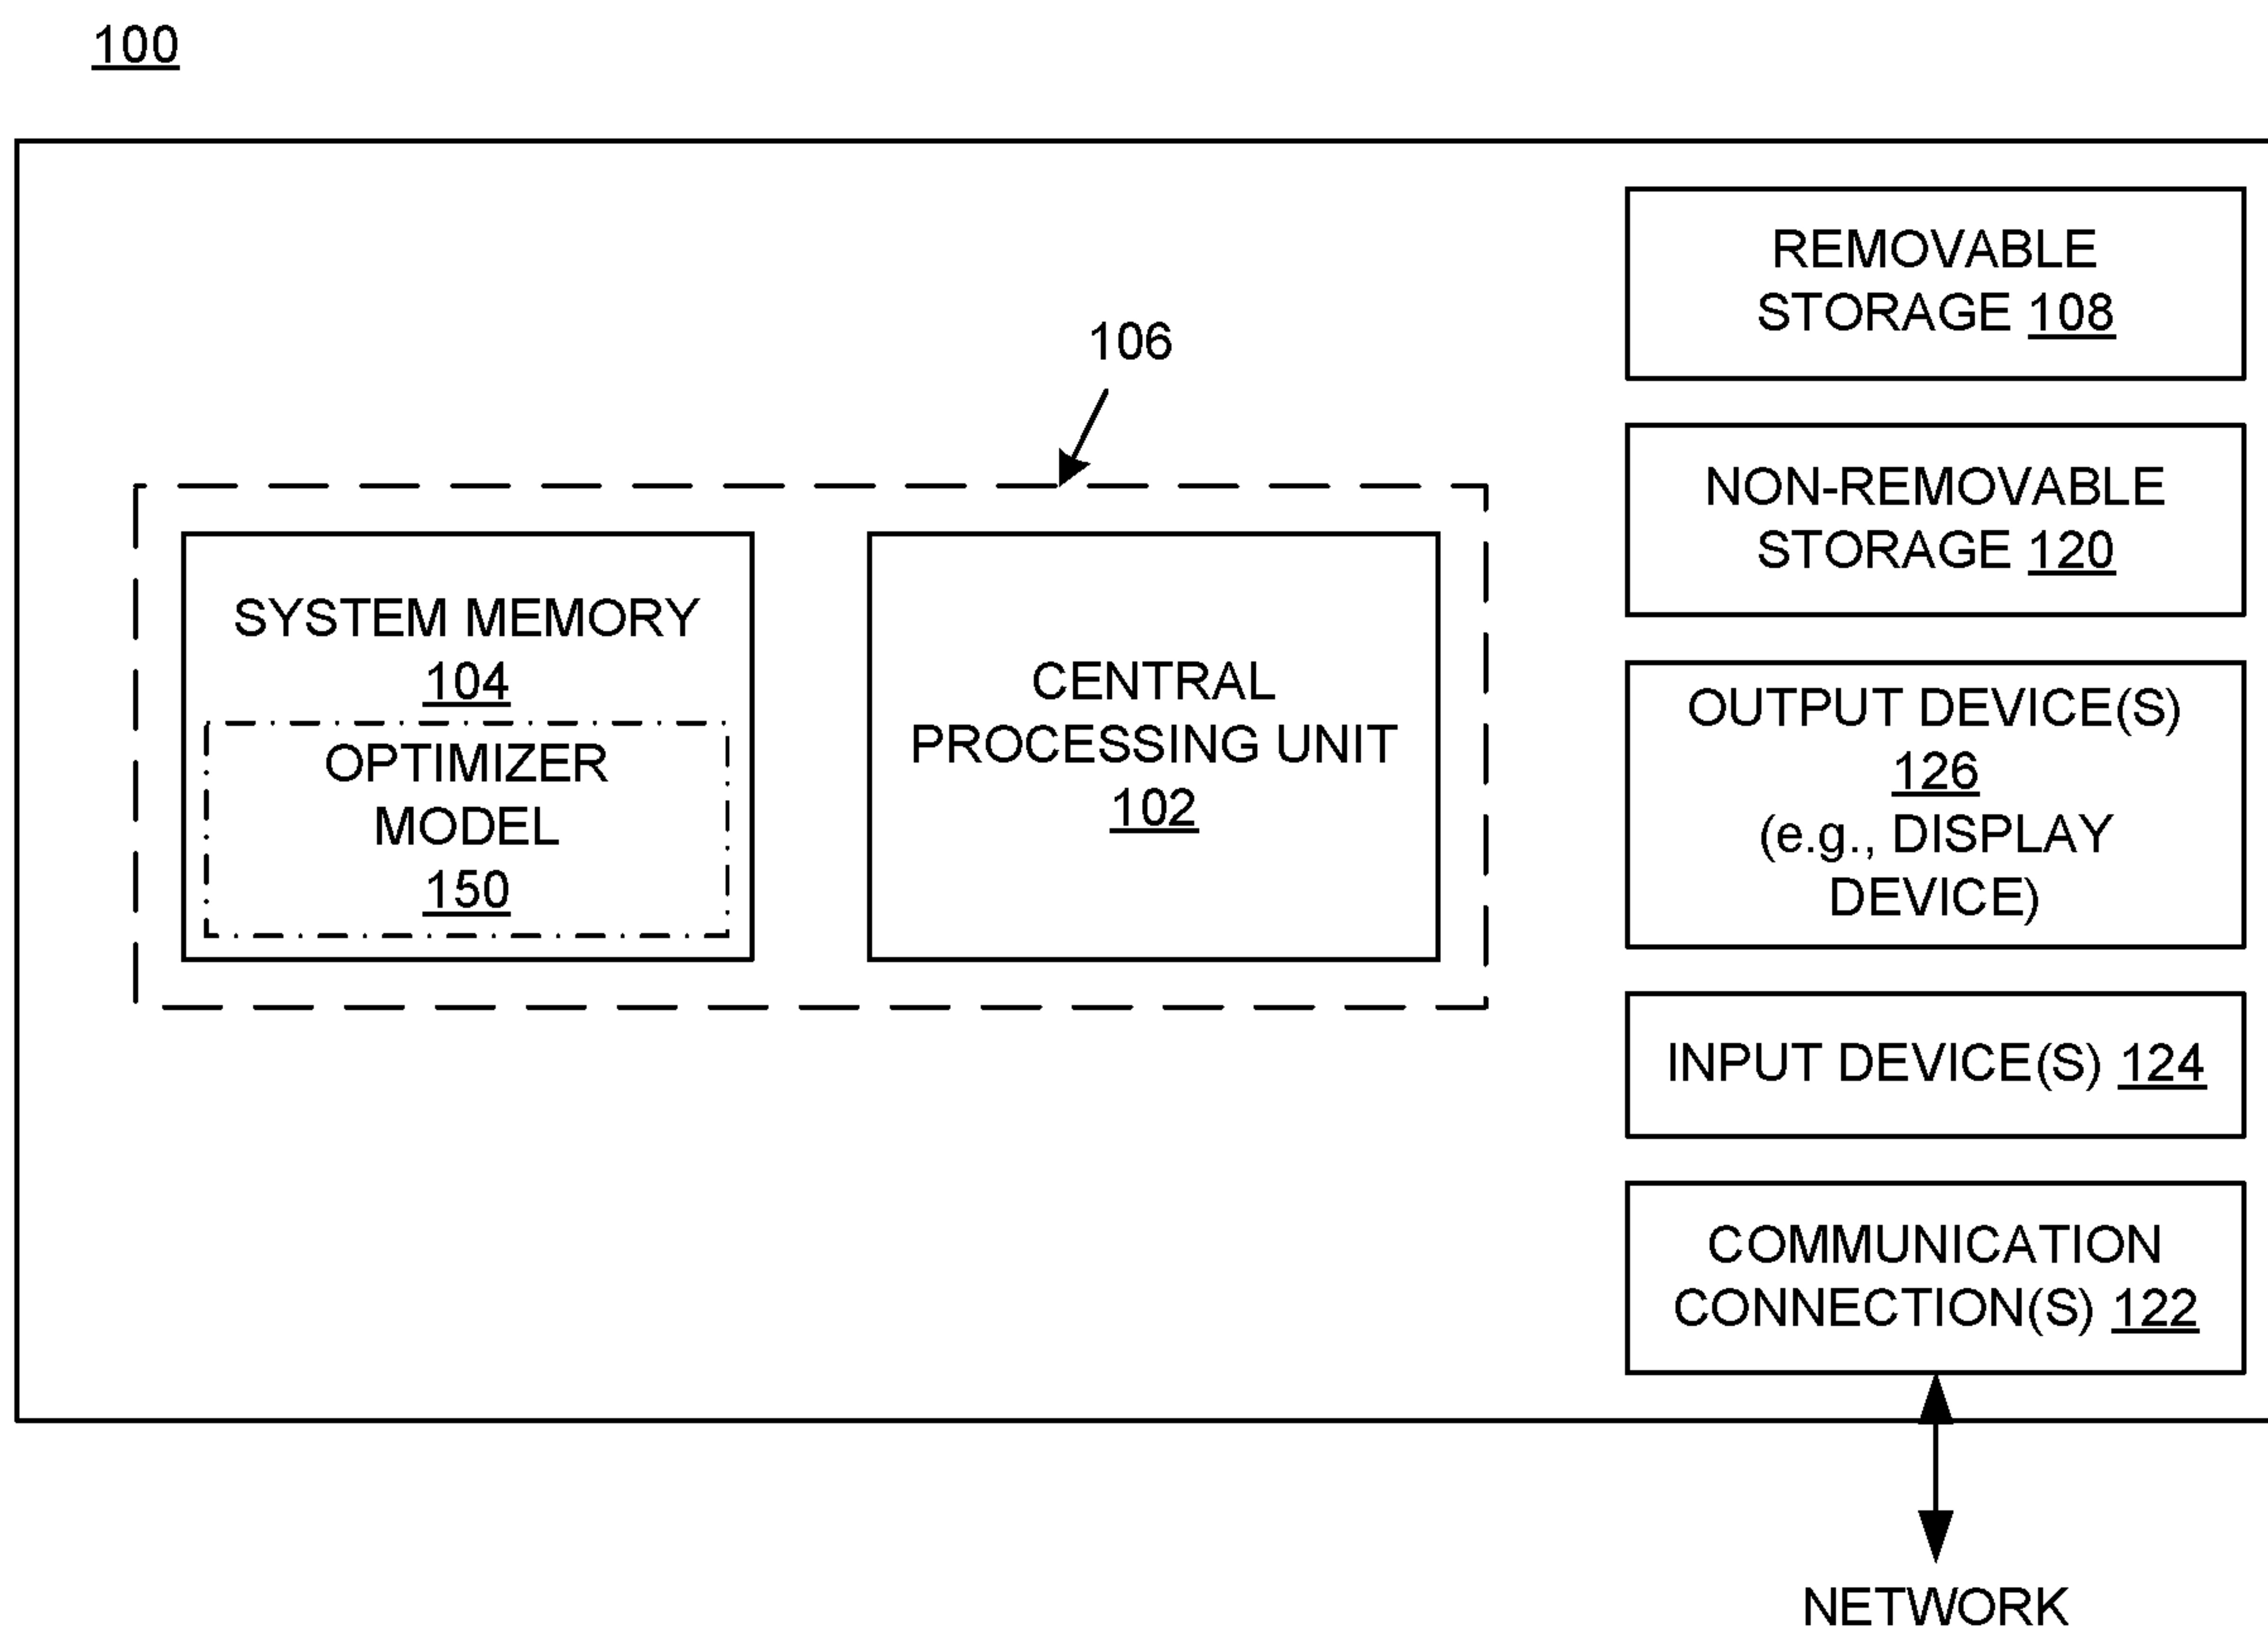 100
106
SYSTEM MEMORY
104
OPTIMIZER
MODEL
150
CENTRAL
PROCESSING UNIT
102
REMOVABLE
STORAGE 108
NON-REMOVABLE
STORAGE 120
OUTPUT DEVICE(S)
126
(e.g., DISPLAY
DEVICE)
INPUT DEVICE(S) 124
COMMUNICATION
CONNECTION(S) 122
NETWORK